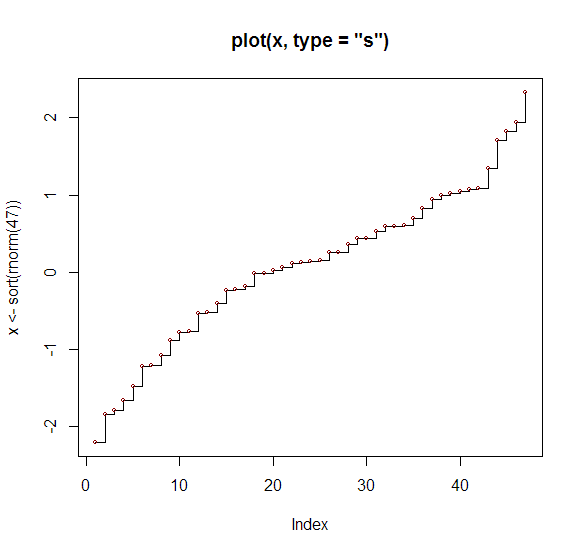 plot(x, type = "s")
x <- sort(rnorm(47))
2
1
0
-1
-2
0 10 20 30 40
Index